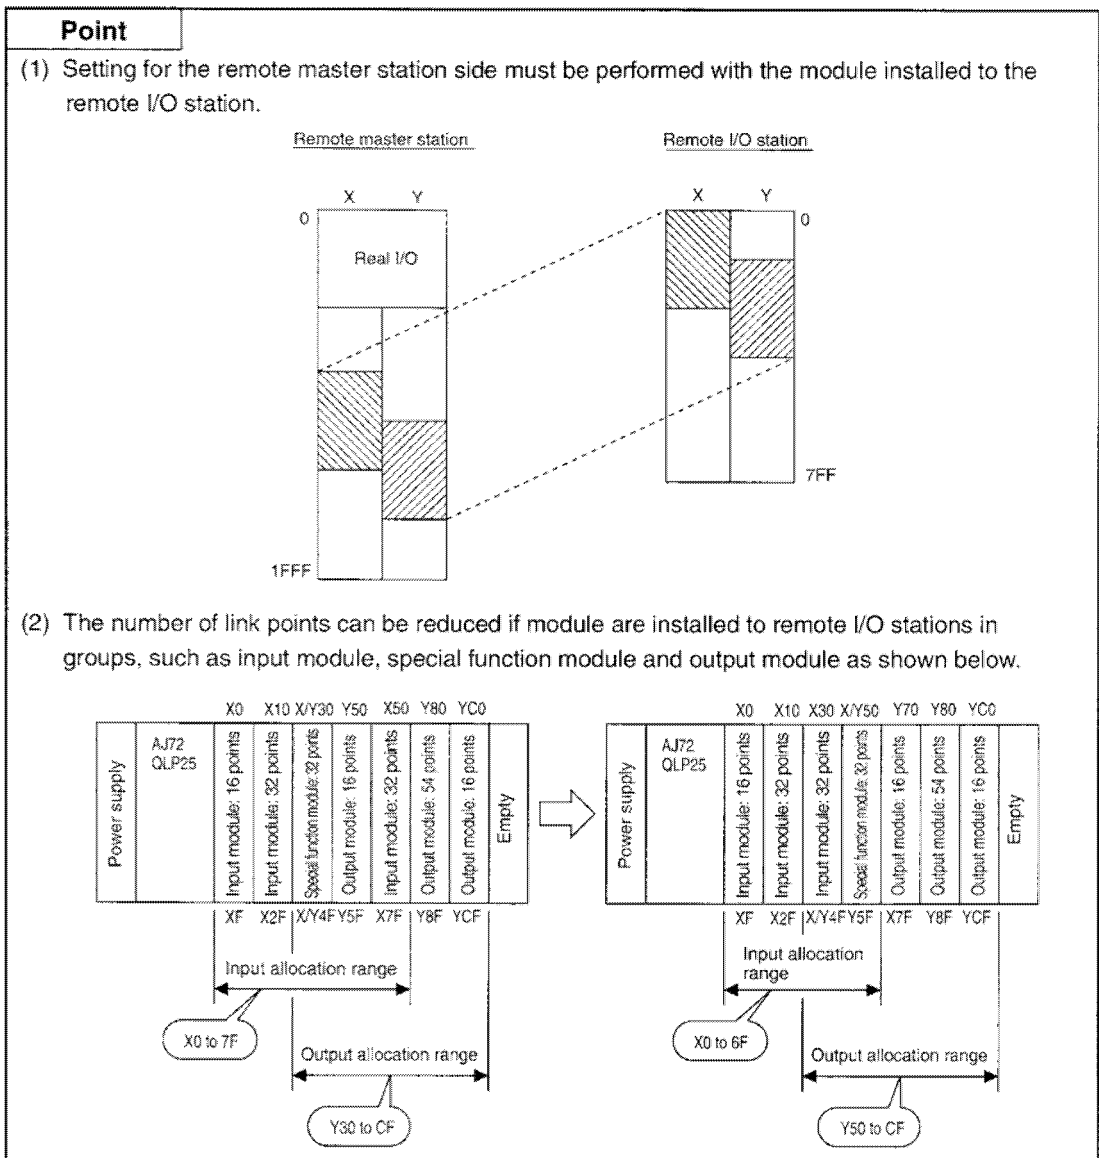 Point
(1) Setting for the remote master station side must be performed with the module installed to the
remote I/O station.
Remote master station
Remote I/O station
X Y
X Y
0
0
Real I/O
7FF
1FFF
(2) The number of link points can be reduced if module are installed to remote I/O stations in
groups, such as input module, special function module and output module as shown below.
X0 X10 X/Y30 Y50 X50 Y80 YC0
Power supply
AJ72
QLP25
Input module: 16 points
Input module: 32 points
Special function module: 32 points
Output module: 16 points
Input module: 32 points
Output module: 54 points
Output module: 16 points
Empty
XF X2F X/Y4F Y5F X7F Y8F YCF
Input allocation range
X0 to 7F
Output allocation range
Y30 to CF
X0 X10 X30 X/Y50 Y70 Y80 YC0
Power supply
AJ72
QLP25
Input module: 16 points
Input module: 32 points
Input module: 32 points
Special function module: 32 points
Output module: 16 points
Output module: 54 points
Output module: 16 points
Empty
XF X2F X/Y4F Y5F X7F Y8F YCF
Input allocation
range
X0 to 6F
Output allocation range
Y50 to CF